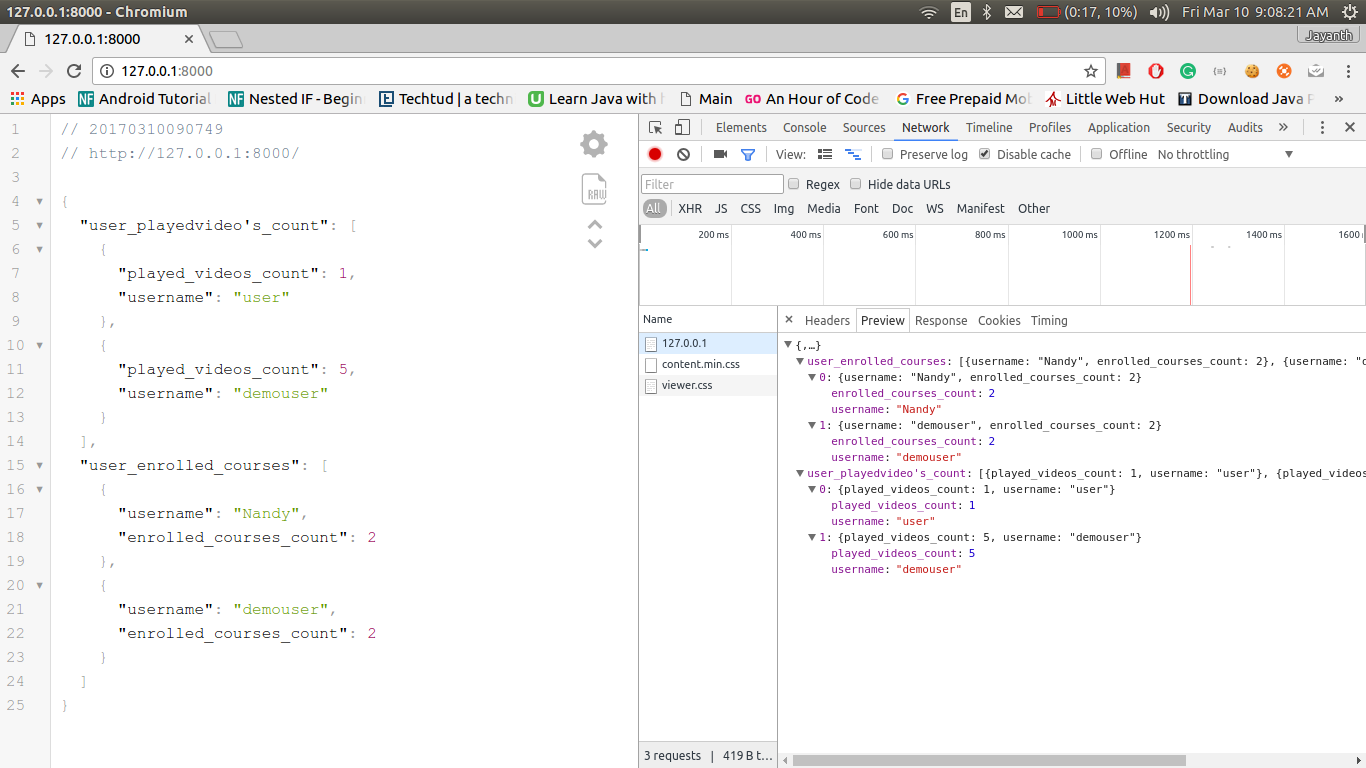 127.0.0.1:8000 - Chromium
En (0:17, 10%) Fri Mar 10 9:08:21 AM
127.0.0.1:8000
Jayanth
127.0.0.1:8000
Apps Android Tutorial Nested IF - Begin Techtud | a techn Learn Java with Main GO An Hour of Code Free Prepaid Mo Little Web Hut Download Java P »
1 // 20170310090749
2 // http://127.0.0.1:8000/
3
4 {
5 "user_playedvideo's_count": [
6 {
7 "played_videos_count": 1,
8 "username": "user"
9 },
10 {
11 "played_videos_count": 5,
12 "username": "demouser"
13 }
14 ],
15 "user_enrolled_courses": [
16 {
17 "username": "Nandy",
18 "enrolled_courses_count": 2
19 },
20 {
21 "username": "demouser",
22 "enrolled_courses_count": 2
23 }
24 ]
25 }
RAW
Elements Console Sources Network Timeline Profiles Application Security Audits »
View: Preserve log Disable cache Offline No throttling
Filter Regex Hide data URLs
All XHR JS CSS Img Media Font Doc WS Manifest Other
200 ms 400 ms 600 ms 800 ms 1000 ms 1200 ms 1400 ms 1600
Name
127.0.0.1
content.min.css
viewer.css
3 requests | 419 B t...
Headers Preview Response Cookies Timing
{,…}
user_enrolled_courses: [{username: "Nandy", enrolled_courses_count: 2}, {username: "d
0: {username: "Nandy", enrolled_courses_count: 2}
enrolled_courses_count: 2
username: "Nandy"
1: {username: "demouser", enrolled_courses_count: 2}
enrolled_courses_count: 2
username: "demouser"
user_playedvideo's_count: [{played_videos_count: 1, username: "user"}, {played_videos
0: {played_videos_count: 1, username: "user"}
played_videos_count: 1
username: "user"
1: {played_videos_count: 5, username: "demouser"}
played_videos_count: 5
username: "demouser"